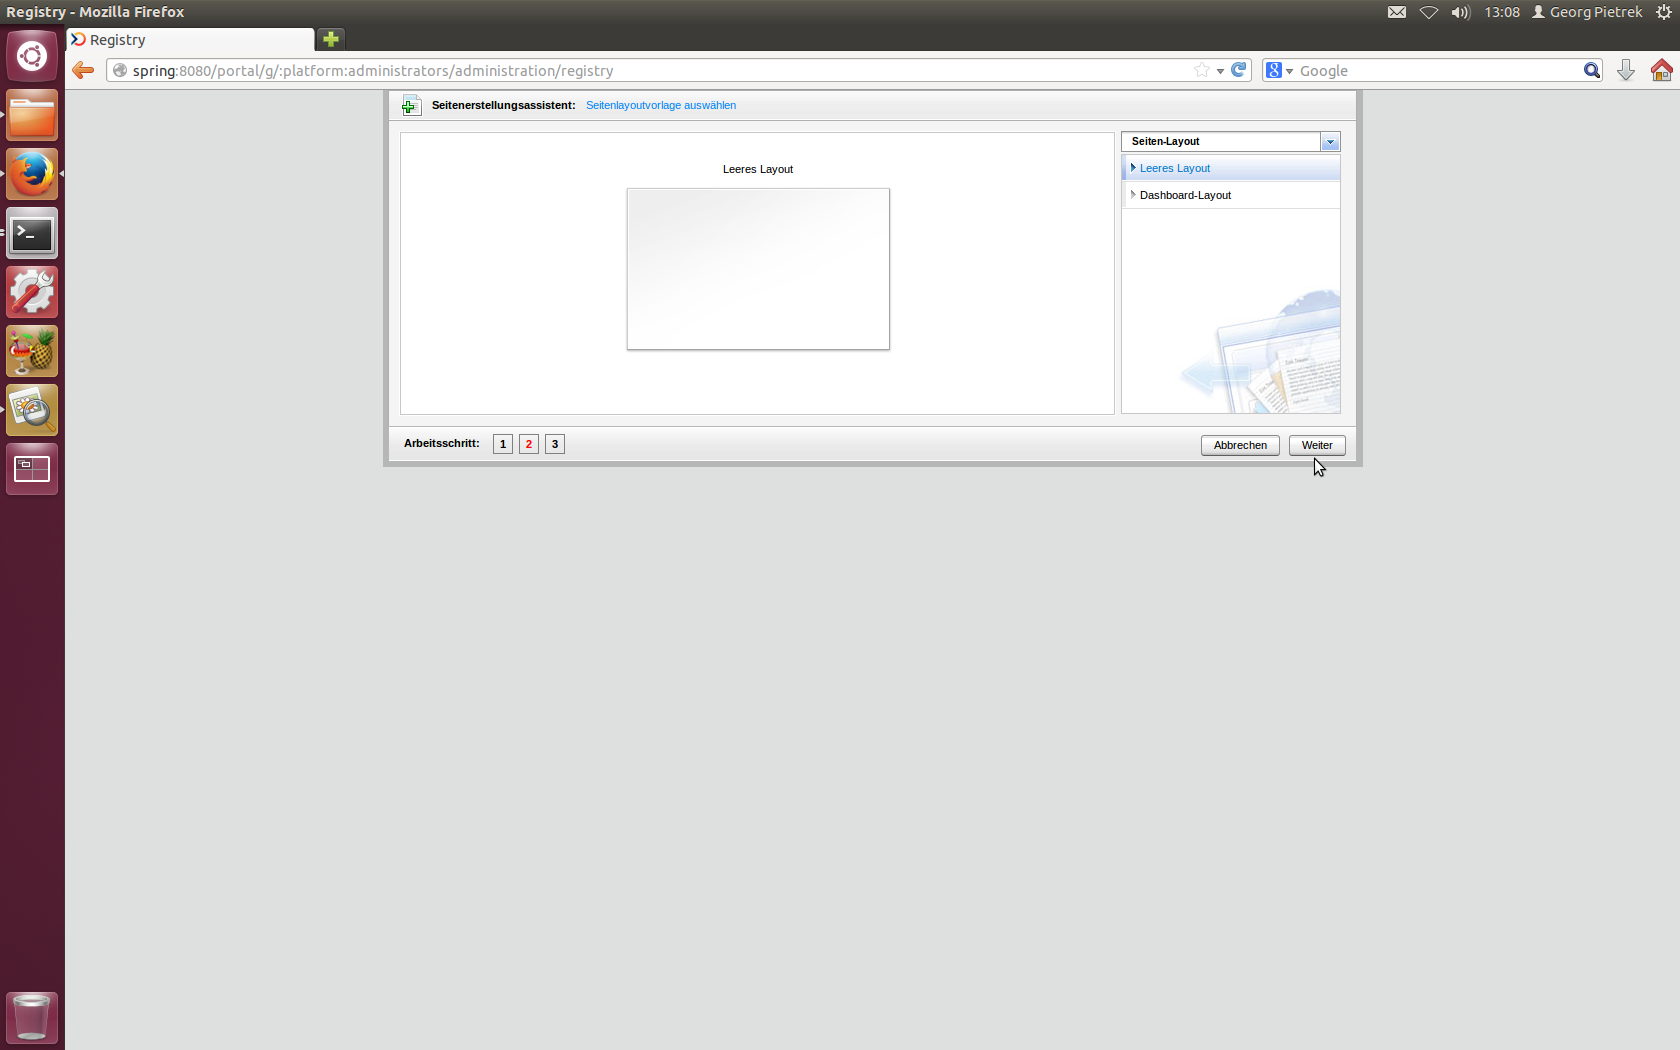 Registry - Mozilla Firefox
13:08 Georg Pietrek
Registry
spring:8080/portal/g/:platform:administrators/administration/registry
8 Google
Seitenerstellungsassistent: Seitenlayoutvorlage auswählen
Leeres Layout
Seiten-Layout
Leeres Layout
Dashboard-Layout
Arbeitsschritt: 1 2 3
Abbrechen Weiter